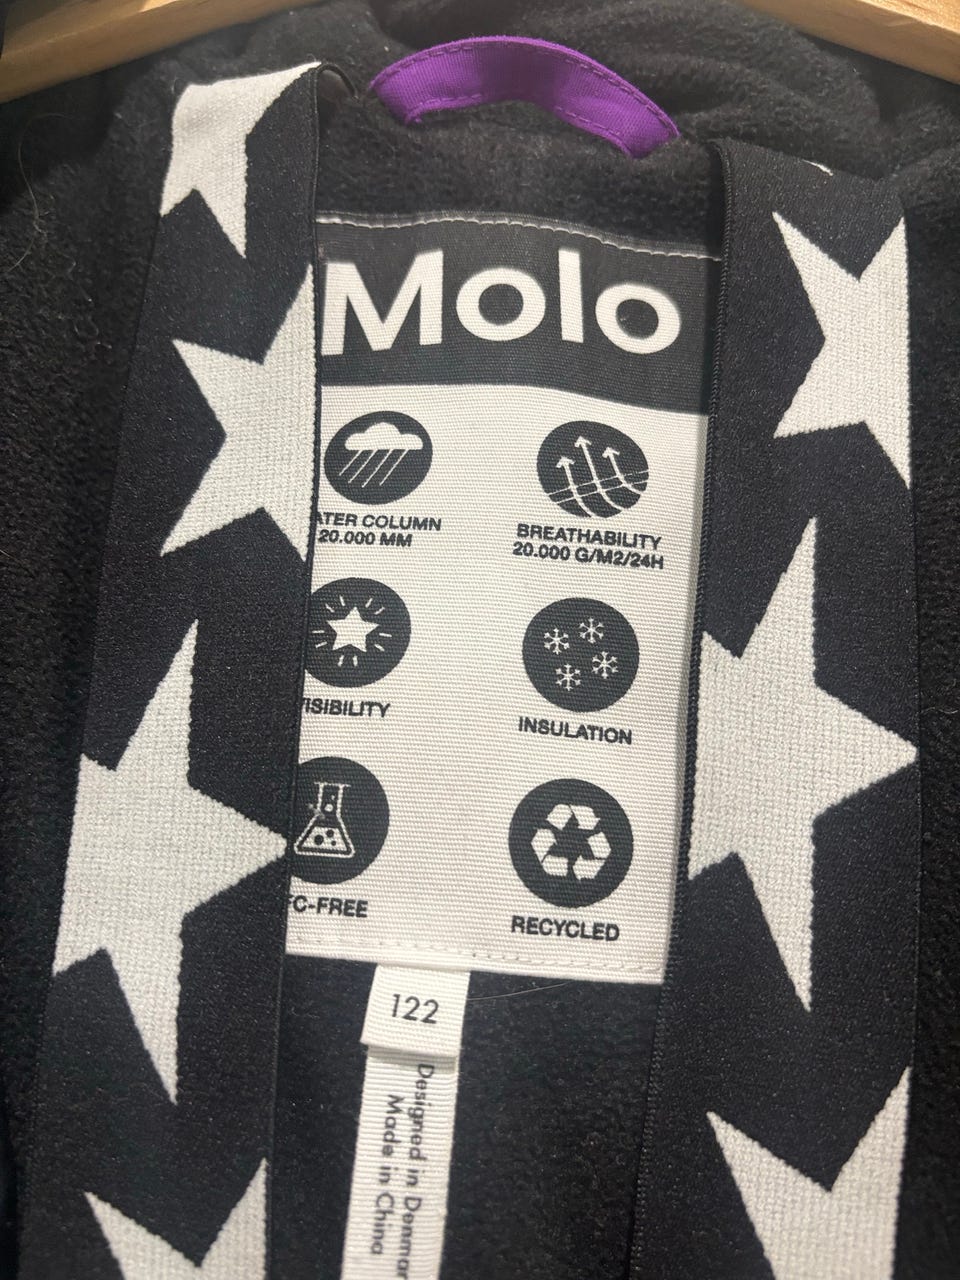 Molo
ATER COLUMN
20.000 MM
BREATHABILITY
20.000 G/M2/24H
ISIBILITY
INSULATION
FC-FREE
RECYCLED
122
Designed in Denmar
Made in China